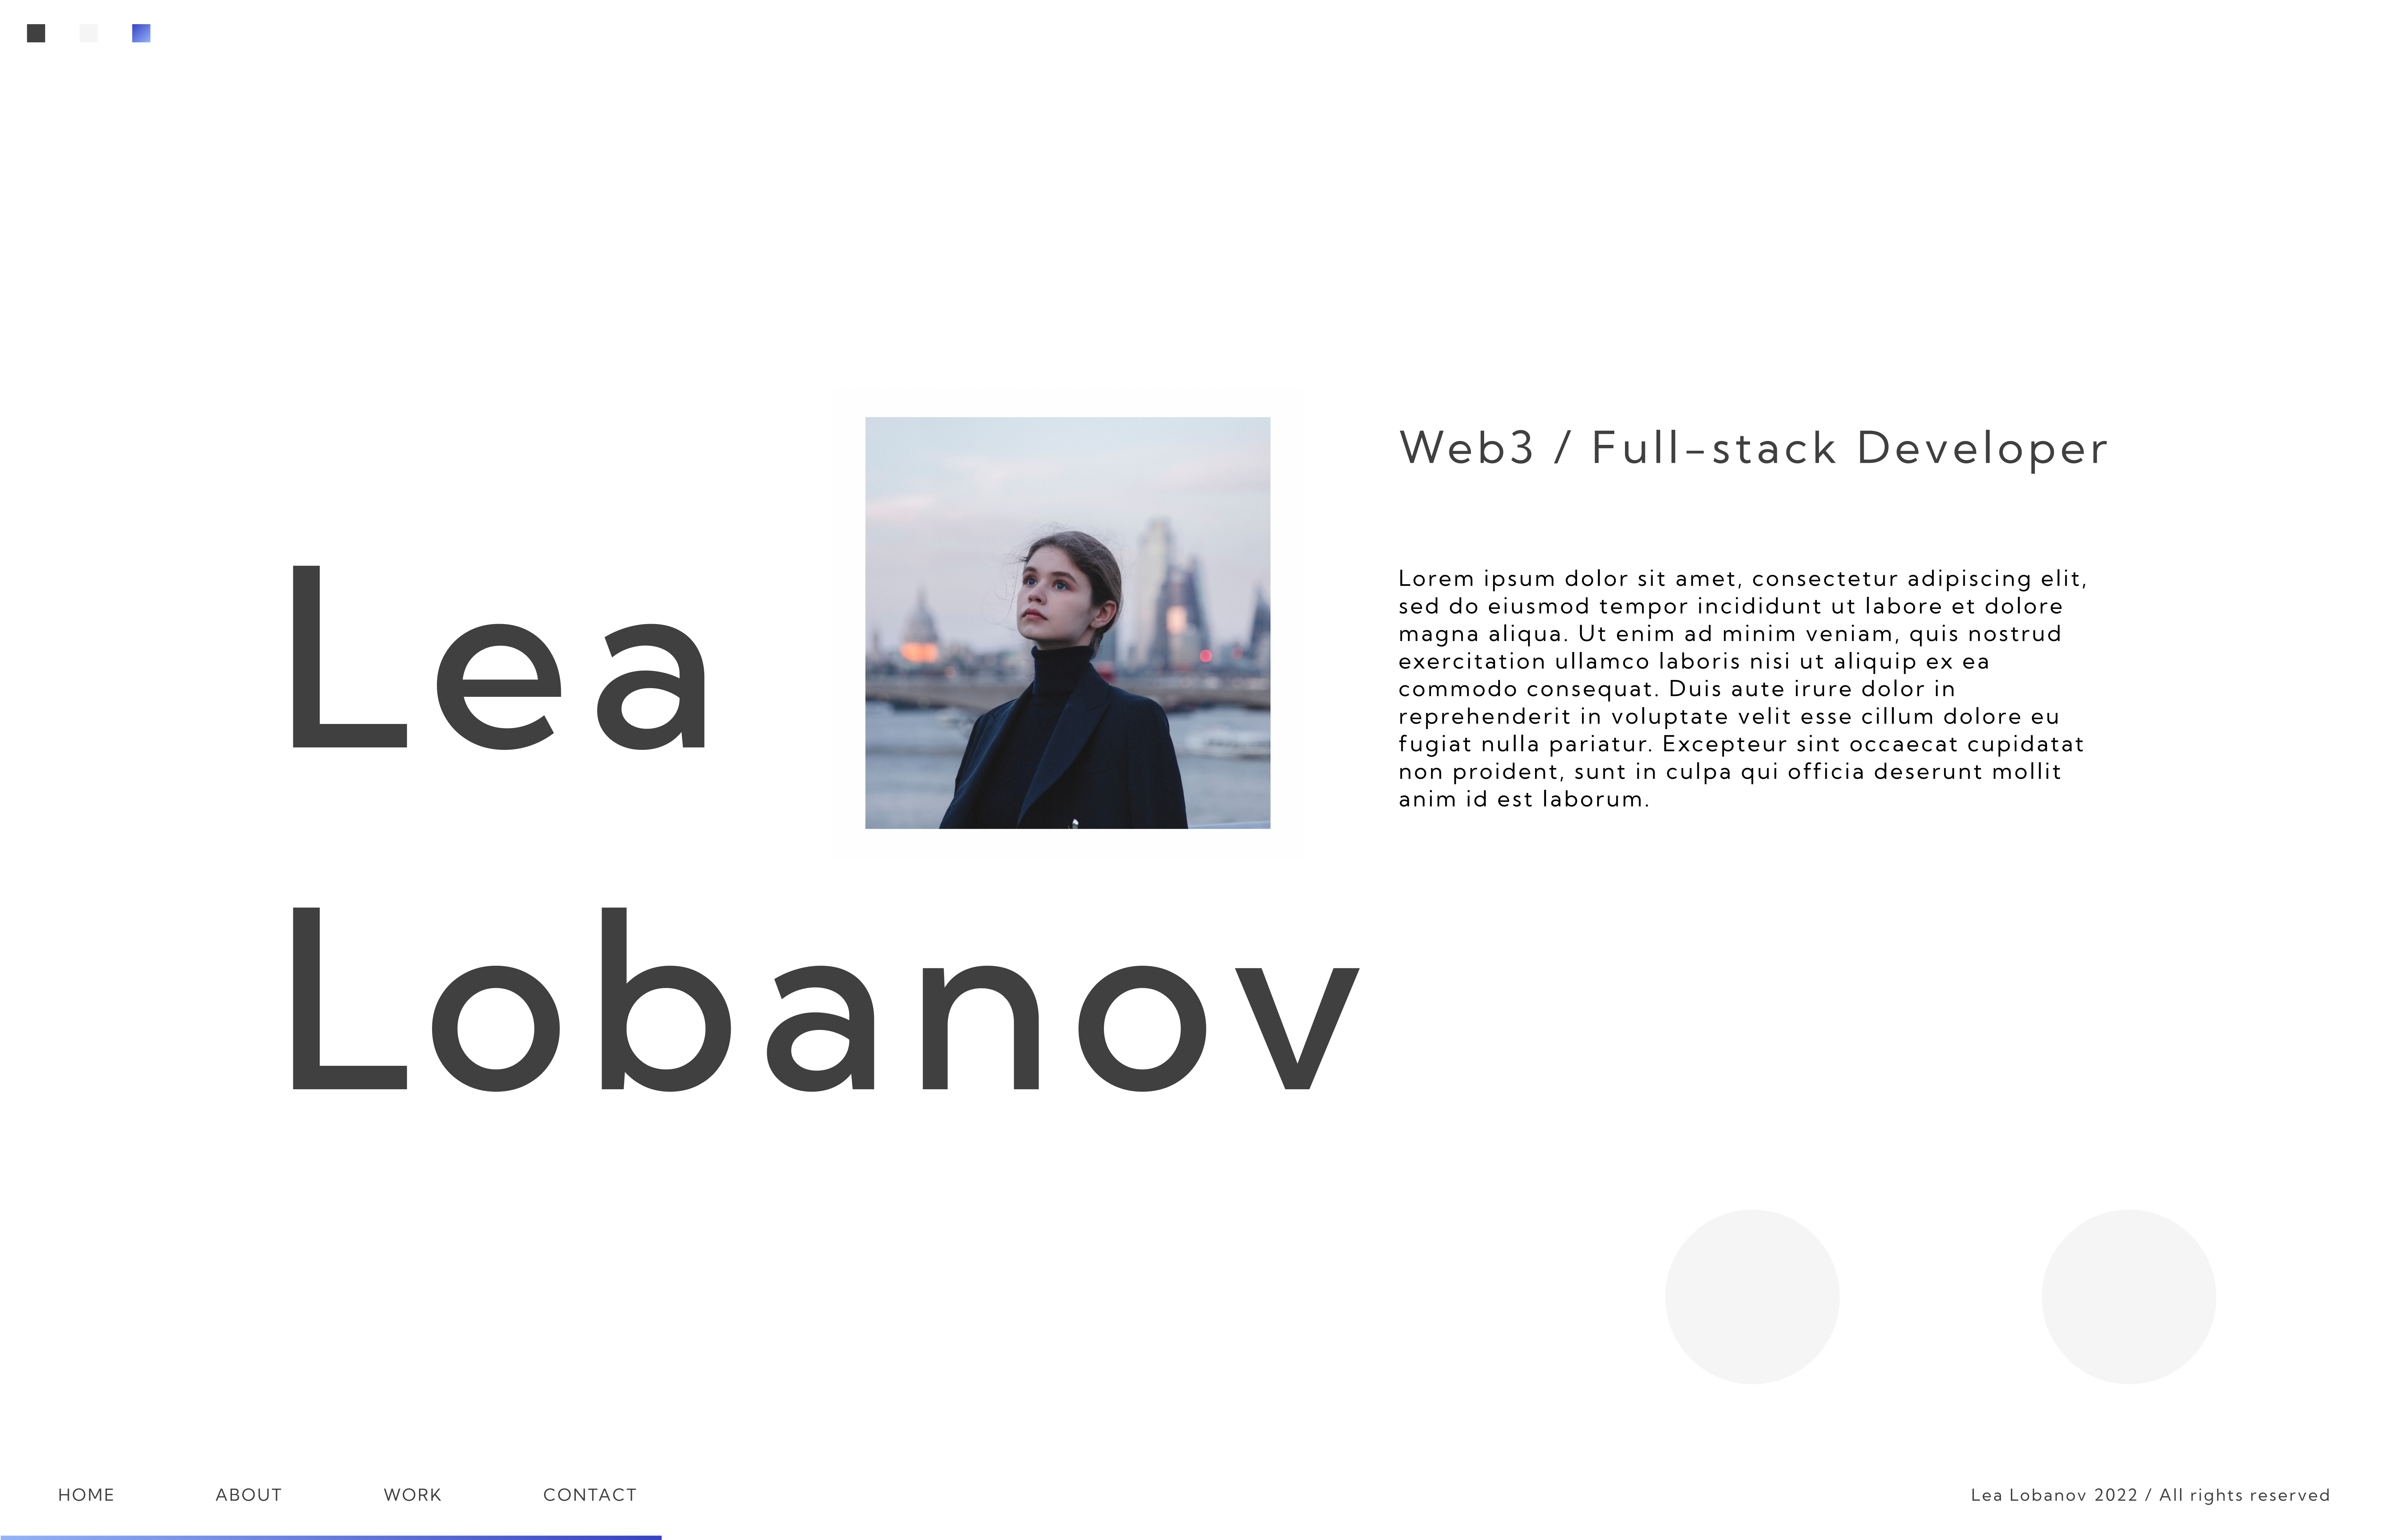 Web3 / Full-stack Developer
Lea
Lorem ipsum dolor sit amet, consectetur adipiscing elit,
sed do eiusmod tempor incididunt ut labore et dolore
magna aliqua. Ut enim ad minim veniam, quis nostrud
exercitation ullamco laboris nisi ut aliquip ex ea
commodo consequat. Duis aute irure dolor in
reprehenderit in voluptate velit esse cillum dolore eu
fugiat nulla pariatur. Excepteur sint occaecat cupidatat
non proident, sunt in culpa qui officia deserunt mollit
anim id est laborum.
Lobanov
HOME ABOUT WORK CONTACT
Lea Lobanov 2022 / All rights reserved